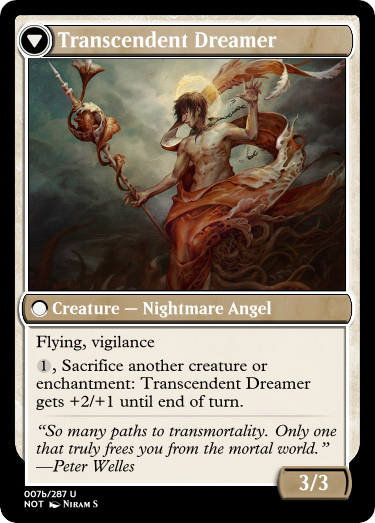 Transcendent Dreamer
Creature — Nightmare Angel
Flying, vigilance
1, Sacrifice another creature or
enchantment: Transcendent Dreamer
gets +2/+1 until end of turn.
“So many paths to transmortality. Only one
that truly frees you from the mortal world.”
—Peter Welles
3/3
007b/287 U
NOT Niram S